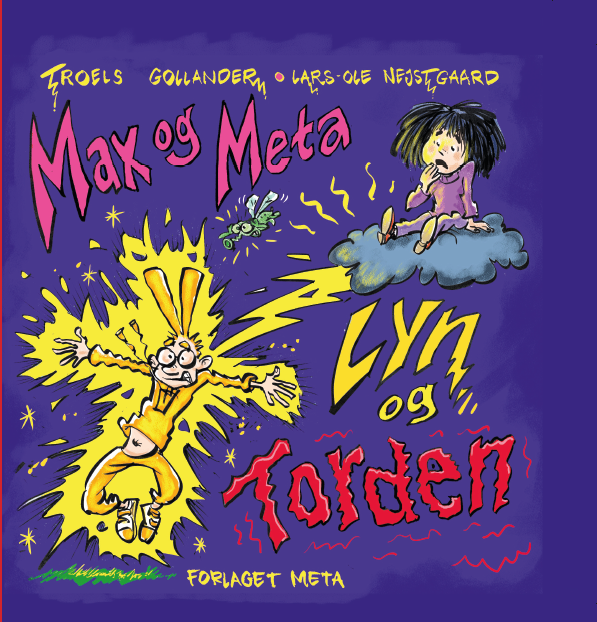 TROELS GOLLANDER • LARS-OLE NEJSTGAARD
Max og Meta
Lyn
og
Torden
FORLAGET META